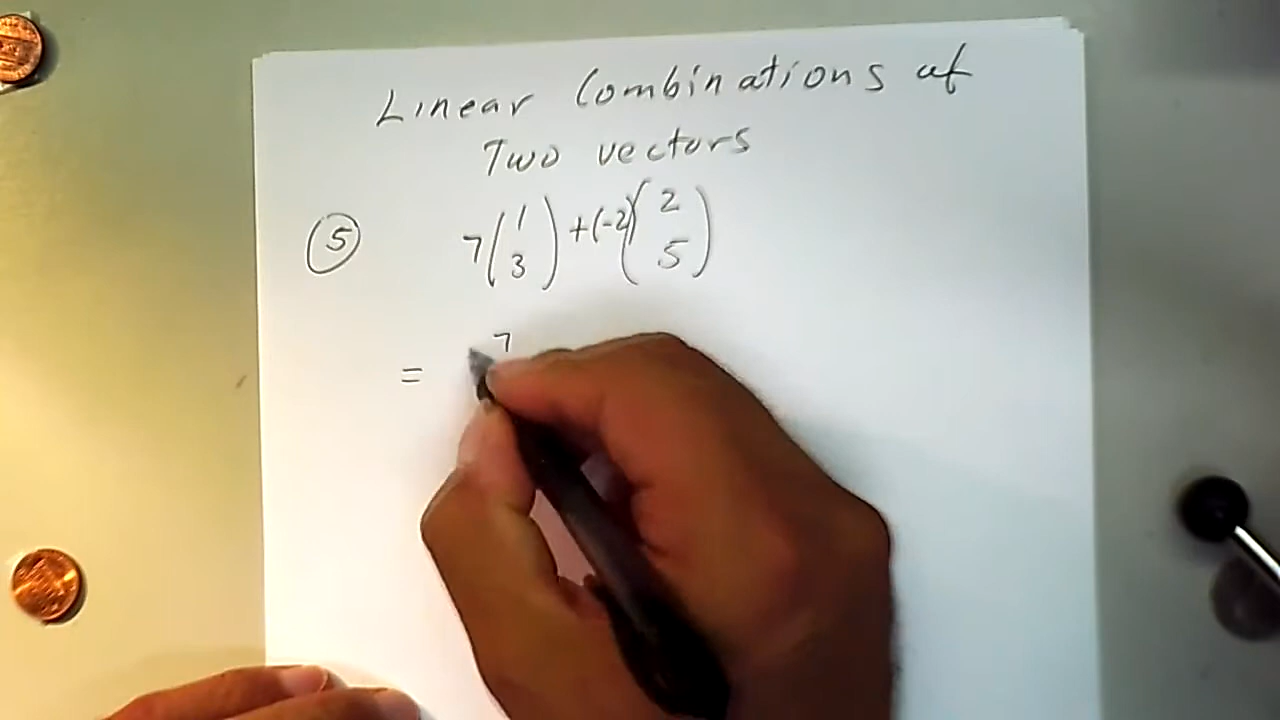 Linear Combinations of
Two vectors
5 7(1 3) + (-2)(2 5)
= 7